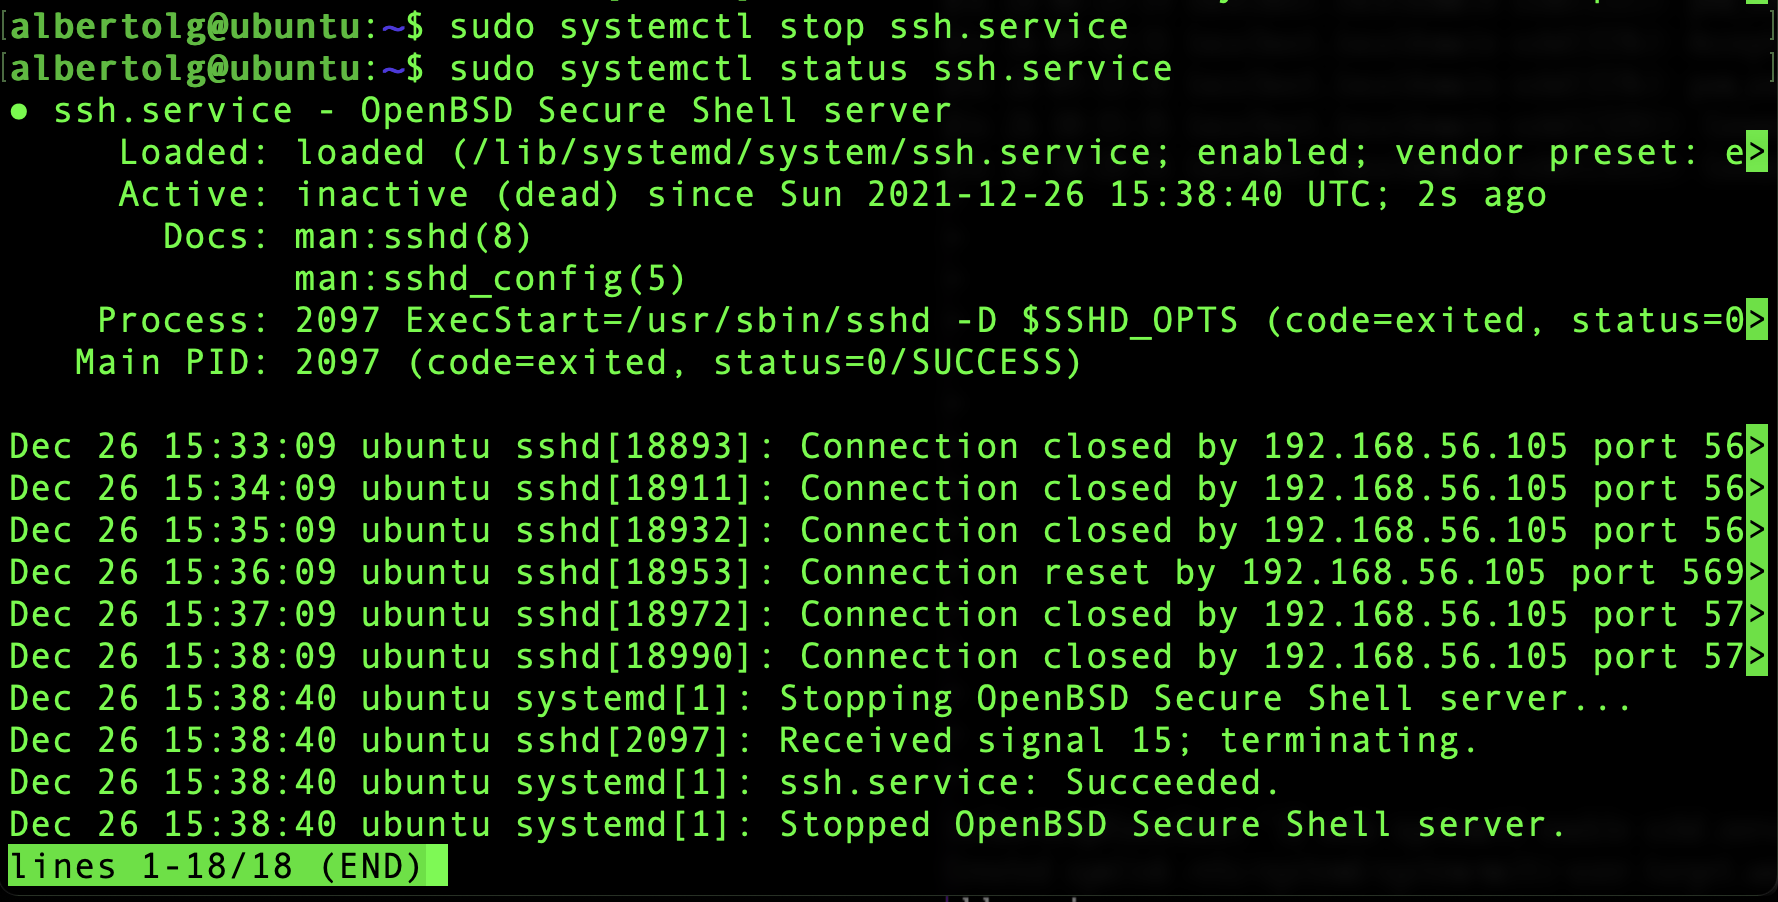 [albertolg@ubuntu:~$ sudo systemctl stop ssh.service ]
[albertolg@ubuntu:~$ sudo systemctl status ssh.service ]
● ssh.service - OpenBSD Secure Shell server
     Loaded: loaded (/lib/systemd/system/ssh.service; enabled; vendor preset: e>
     Active: inactive (dead) since Sun 2021-12-26 15:38:40 UTC; 2s ago
       Docs: man:sshd(8)
             man:sshd_config(5)
    Process: 2097 ExecStart=/usr/sbin/sshd -D $SSHD_OPTS (code=exited, status=0>
   Main PID: 2097 (code=exited, status=0/SUCCESS)

Dec 26 15:33:09 ubuntu sshd[18893]: Connection closed by 192.168.56.105 port 56>
Dec 26 15:34:09 ubuntu sshd[18911]: Connection closed by 192.168.56.105 port 56>
Dec 26 15:35:09 ubuntu sshd[18932]: Connection closed by 192.168.56.105 port 56>
Dec 26 15:36:09 ubuntu sshd[18953]: Connection reset by 192.168.56.105 port 569>
Dec 26 15:37:09 ubuntu sshd[18972]: Connection closed by 192.168.56.105 port 57>
Dec 26 15:38:09 ubuntu sshd[18990]: Connection closed by 192.168.56.105 port 57>
Dec 26 15:38:40 ubuntu systemd[1]: Stopping OpenBSD Secure Shell server...
Dec 26 15:38:40 ubuntu sshd[2097]: Received signal 15; terminating.
Dec 26 15:38:40 ubuntu systemd[1]: ssh.service: Succeeded.
Dec 26 15:38:40 ubuntu systemd[1]: Stopped OpenBSD Secure Shell server.
lines 1-18/18 (END)